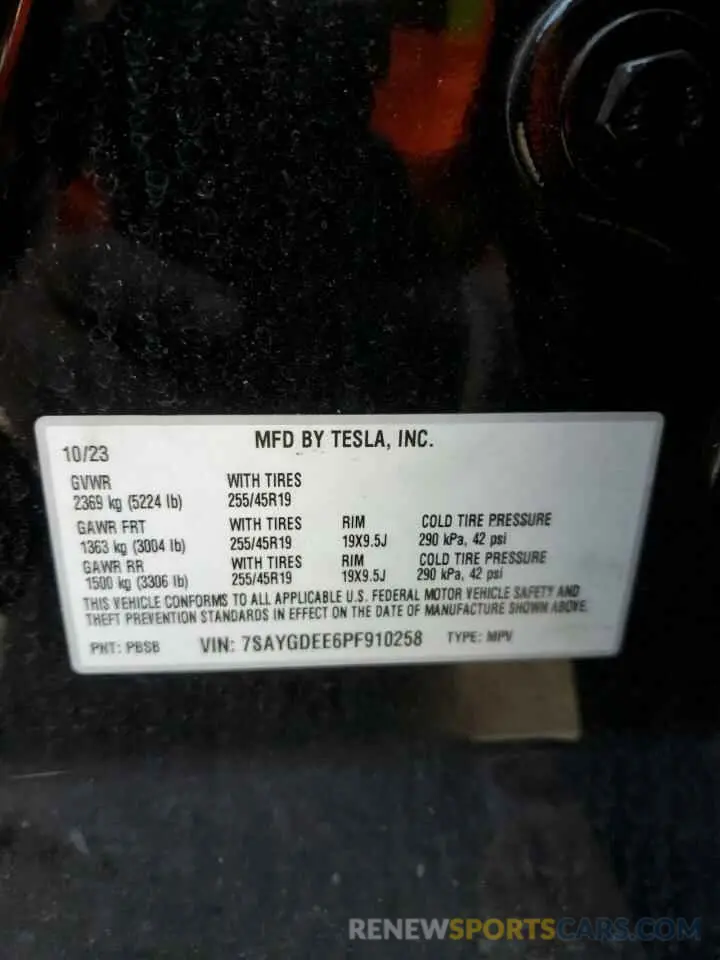 MFD BY TESLA, INC.
10/23
GVWR WITH TIRES
2369 kg (5224 lb) 255/45R19
GAWR FRT WITH TIRES RIM COLD TIRE PRESSURE
1363 kg (3004 lb) 255/45R19 19X9.5J 290 kPa, 42 psi
GAWR RR WITH TIRES RIM COLD TIRE PRESSURE
1500 kg (3306 lb) 255/45R19 19X9.5J 290 kPa, 42 psi
THIS VEHICLE CONFORMS TO ALL APPLICABLE U.S. FEDERAL MOTOR VEHICLE SAFETY AND
THEFT PREVENTION STANDARDS IN EFFECT ON THE DATE OF MANUFACTURE SHOWN ABOVE.
PNT: PBSB VIN: 7SAYGDEE6PF910258 TYPE: MPV
RENEWSPORTSCARS.COM